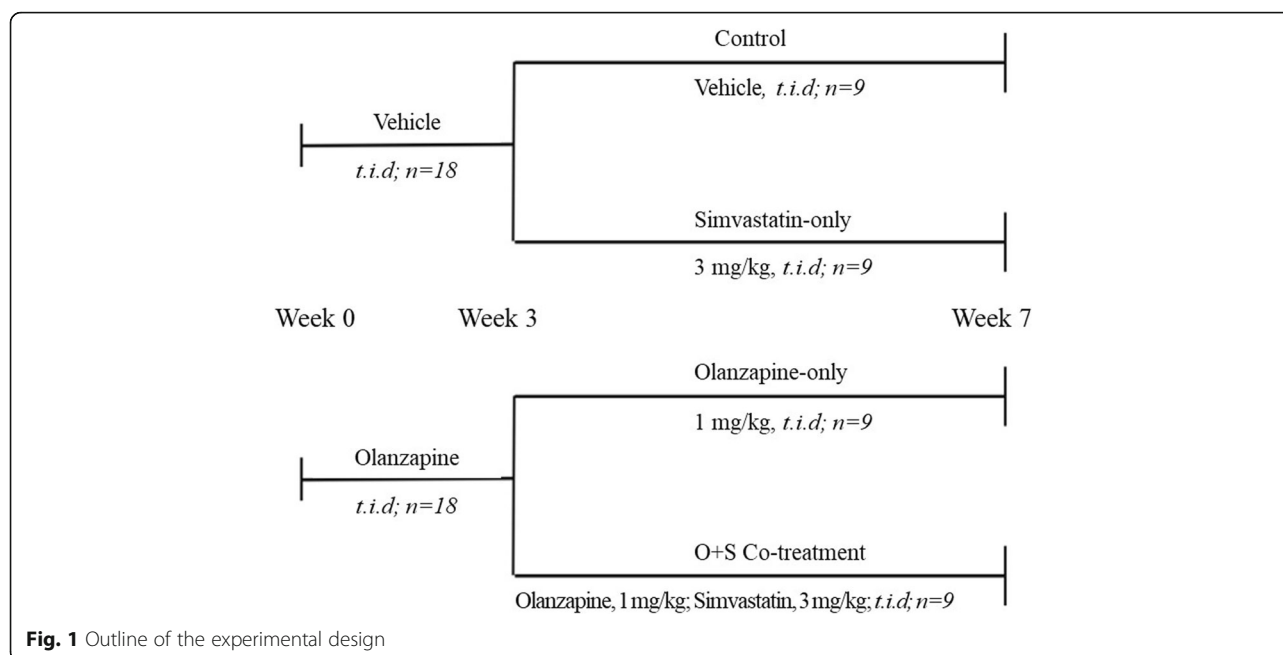 Control
Vehicle, t.i.d; n=9
Vehicle
t.i.d; n=18
Simvastatin-only
3 mg/kg, t.i.d; n=9
Week 0 Week 3 Week 7
Olanzapine-only
1 mg/kg, t.i.d; n=9
Olanzapine
t.i.d; n=18
O+S Co-treatment
Olanzapine, 1 mg/kg; Simvastatin, 3 mg/kg; t.i.d; n=9
Fig. 1 Outline of the experimental design